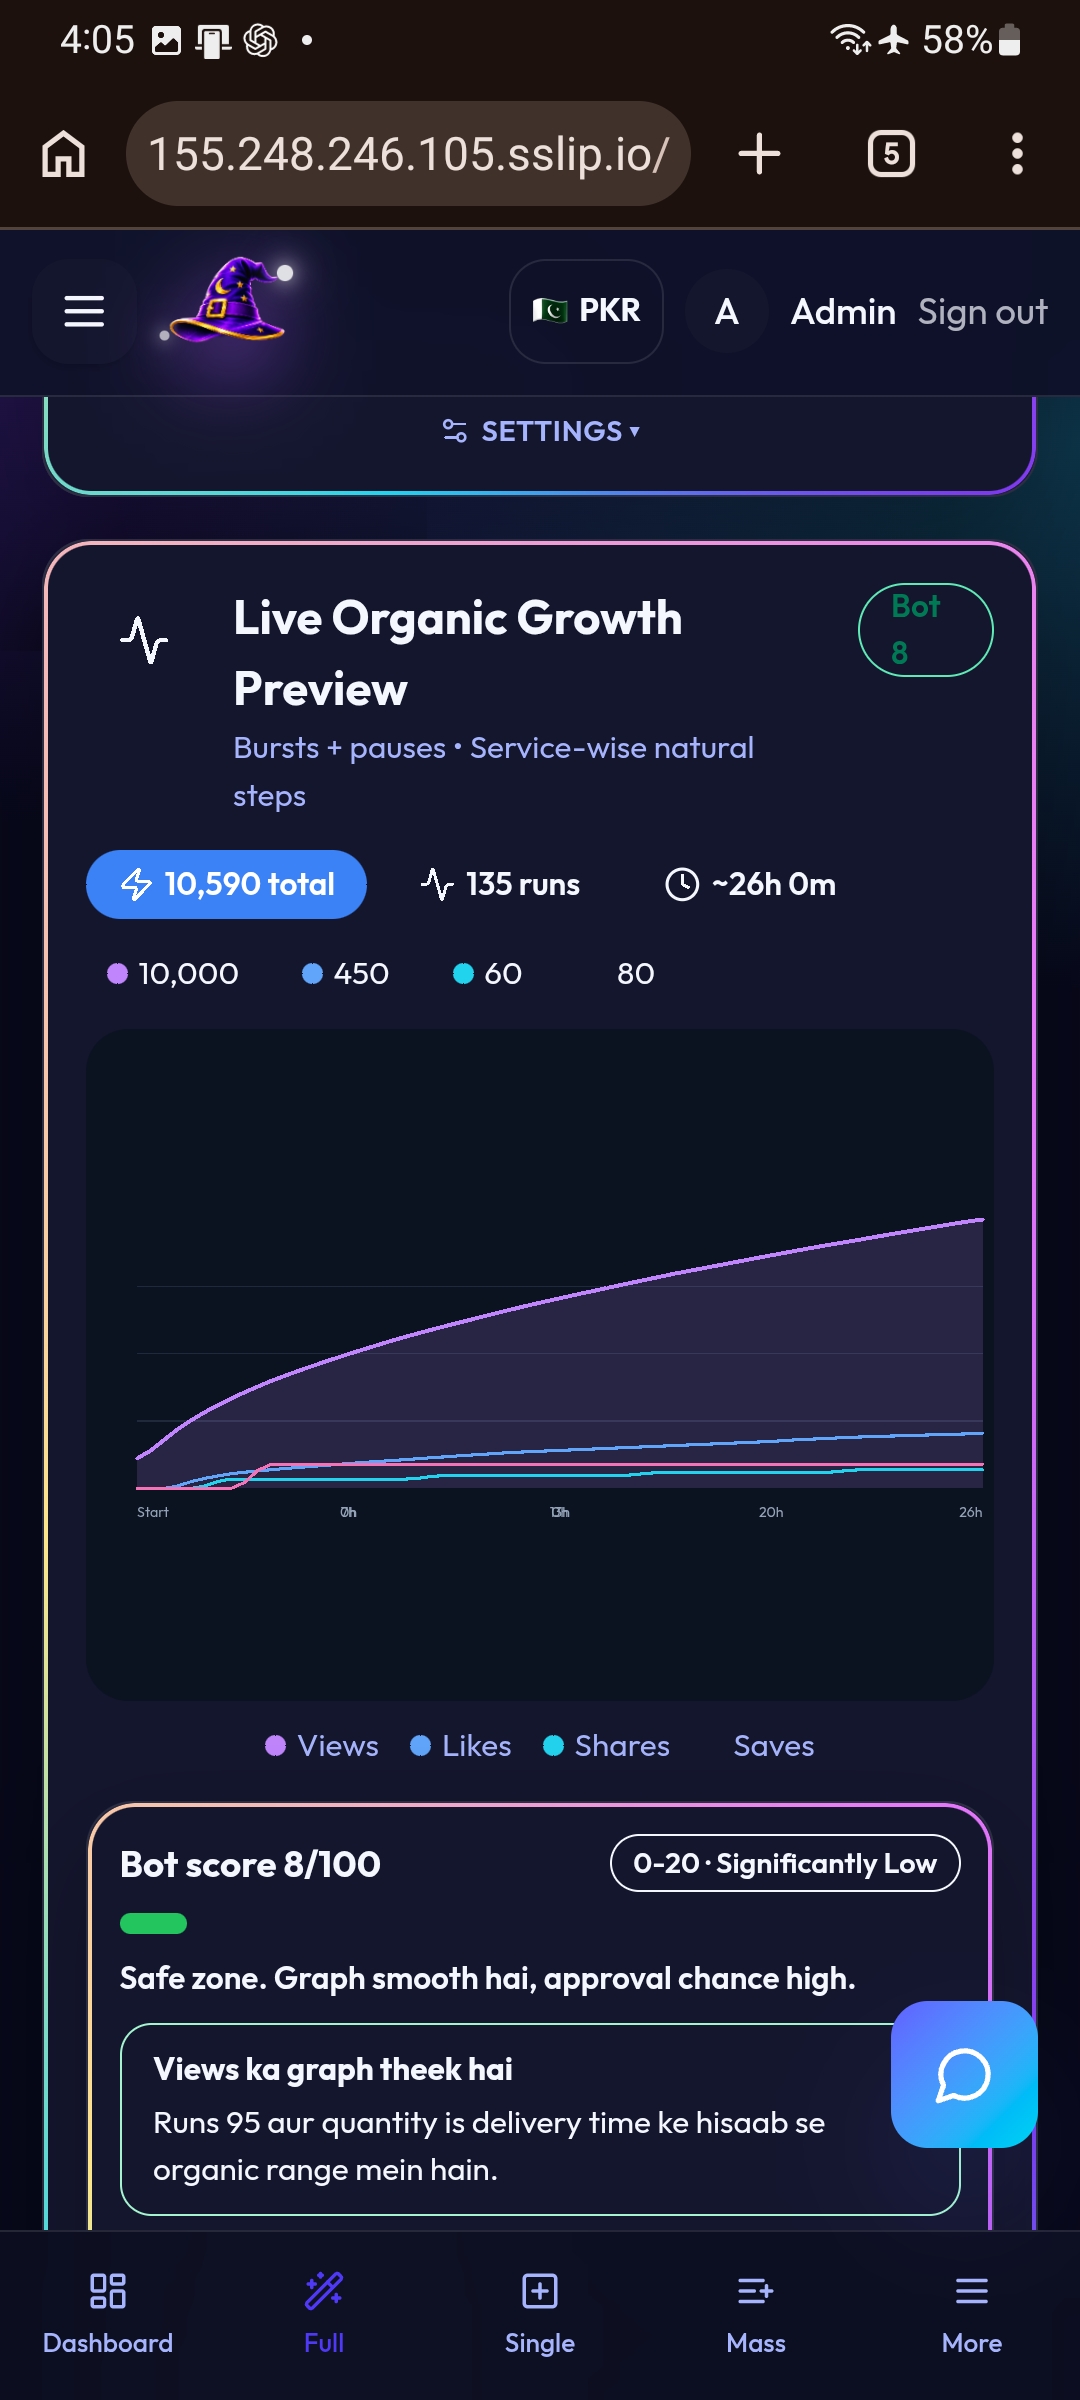 4:05
58%
155.248.246.105.sslip.io/
5
PKR
A
Admin
Sign out
SETTINGS ▾
Live Organic Growth
Preview
Bot
8
Bursts + pauses • Service-wise natural
steps
10,590 total
135 runs
~26h 0m
10,000
450
60
80
Start
20h
26h
Views
Likes
Shares
Saves
Bot score 8/100
0-20 · Significantly Low
Safe zone. Graph smooth hai, approval chance high.
Views ka graph theek hai
Runs 95 aur quantity is delivery time ke hisaab se
organic range mein hain.
Dashboard
Full
Single
Mass
More